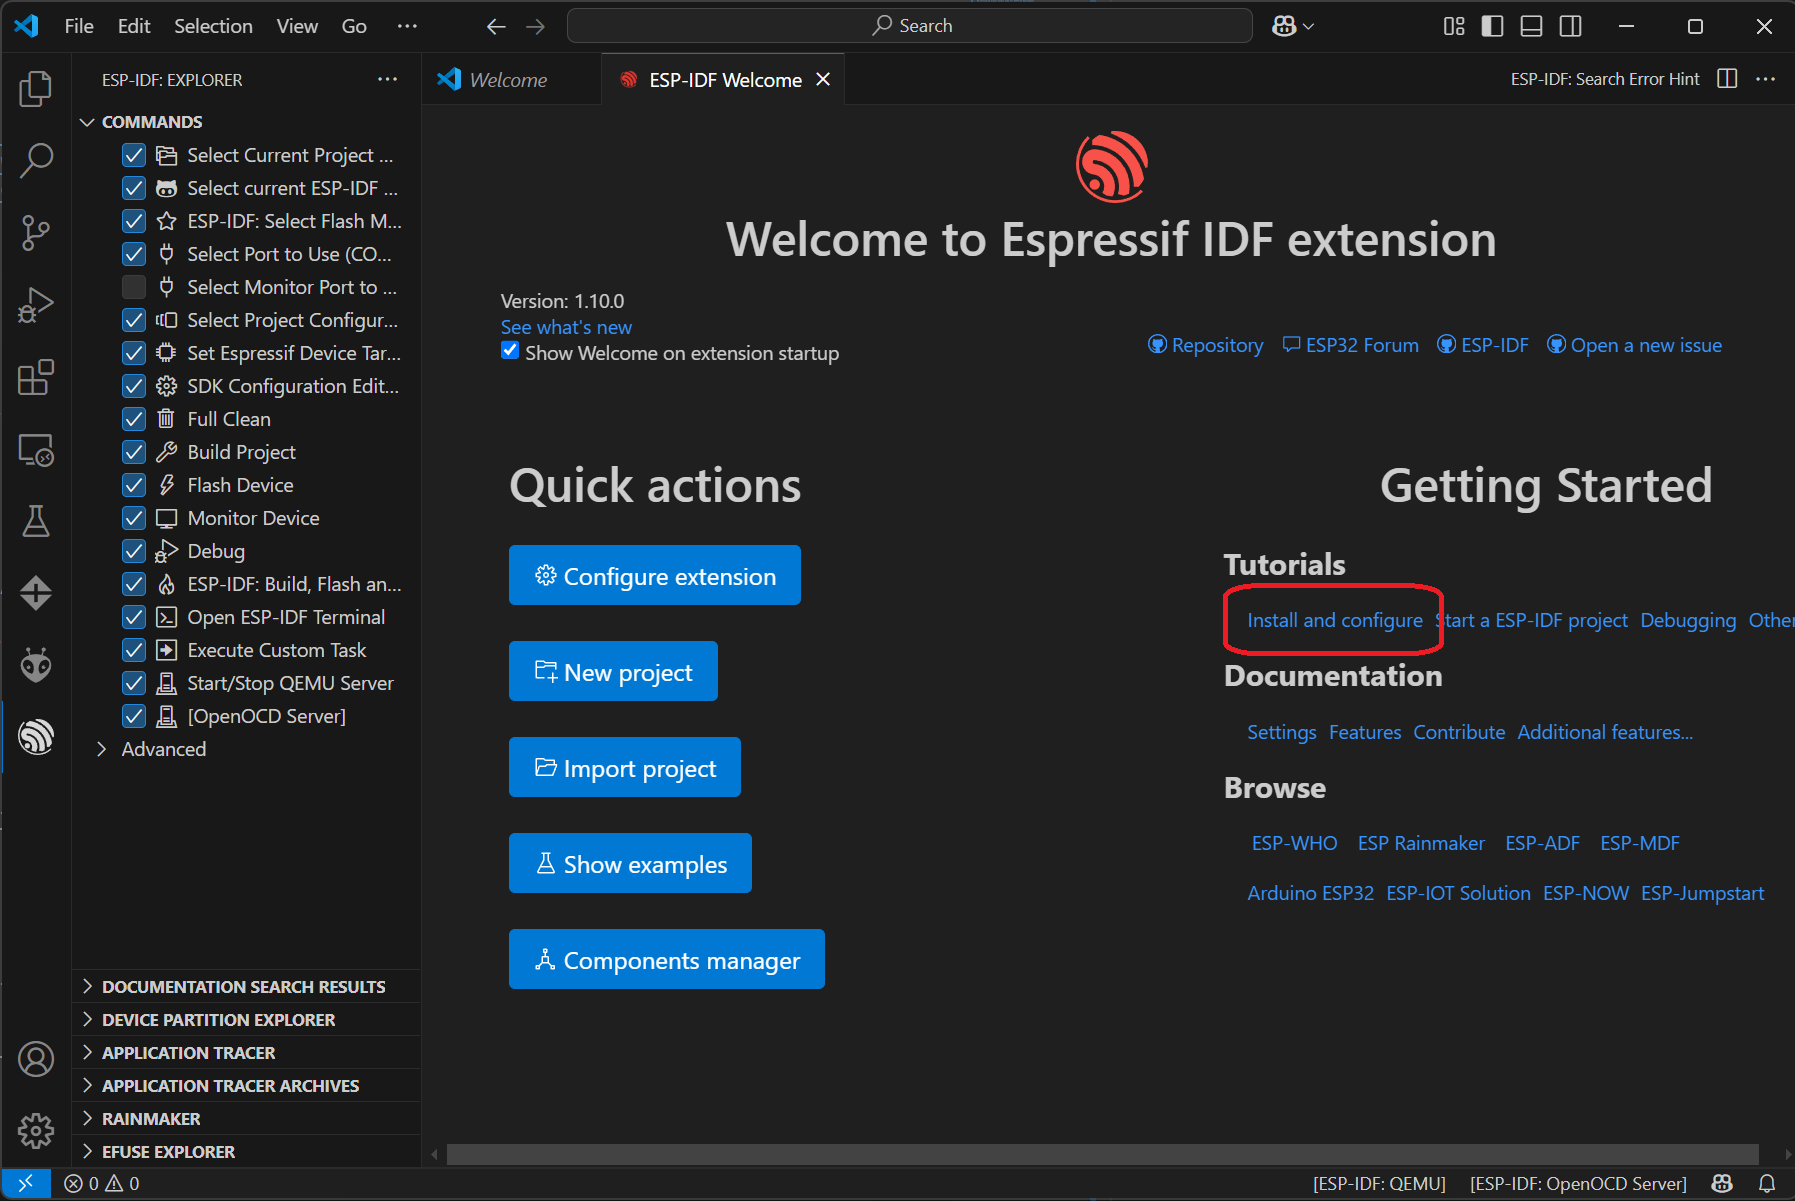 File Edit Selection View Go ···
Search
ESP-IDF: EXPLORER ···
Welcome
ESP-IDF Welcome
ESP-IDF: Search Error Hint ···
COMMANDS
Select Current Project ...
Select current ESP-IDF ...
ESP-IDF: Select Flash M...
Select Port to Use (CO...
Select Monitor Port to ...
Select Project Configur...
Set Espressif Device Tar...
SDK Configuration Edit...
Full Clean
Build Project
Flash Device
Monitor Device
Debug
ESP-IDF: Build, Flash an...
Open ESP-IDF Terminal
Execute Custom Task
Start/Stop QEMU Server
[OpenOCD Server]
Advanced
DOCUMENTATION SEARCH RESULTS
DEVICE PARTITION EXPLORER
APPLICATION TRACER
APPLICATION TRACER ARCHIVES
RAINMAKER
EFUSE EXPLORER
Welcome to Espressif IDF extension
Version: 1.10.0
See what's new
Show Welcome on extension startup
Repository ESP32 Forum ESP-IDF Open a new issue
Quick actions
Configure extension
New project
Import project
Show examples
Components manager
Getting Started
Tutorials
Install and configure Start a ESP-IDF project Debugging Other
Documentation
Settings Features Contribute Additional features...
Browse
ESP-WHO ESP Rainmaker ESP-ADF ESP-MDF
Arduino ESP32 ESP-IOT Solution ESP-NOW ESP-Jumpstart
0 0
[ESP-IDF: QEMU] [ESP-IDF: OpenOCD Server]